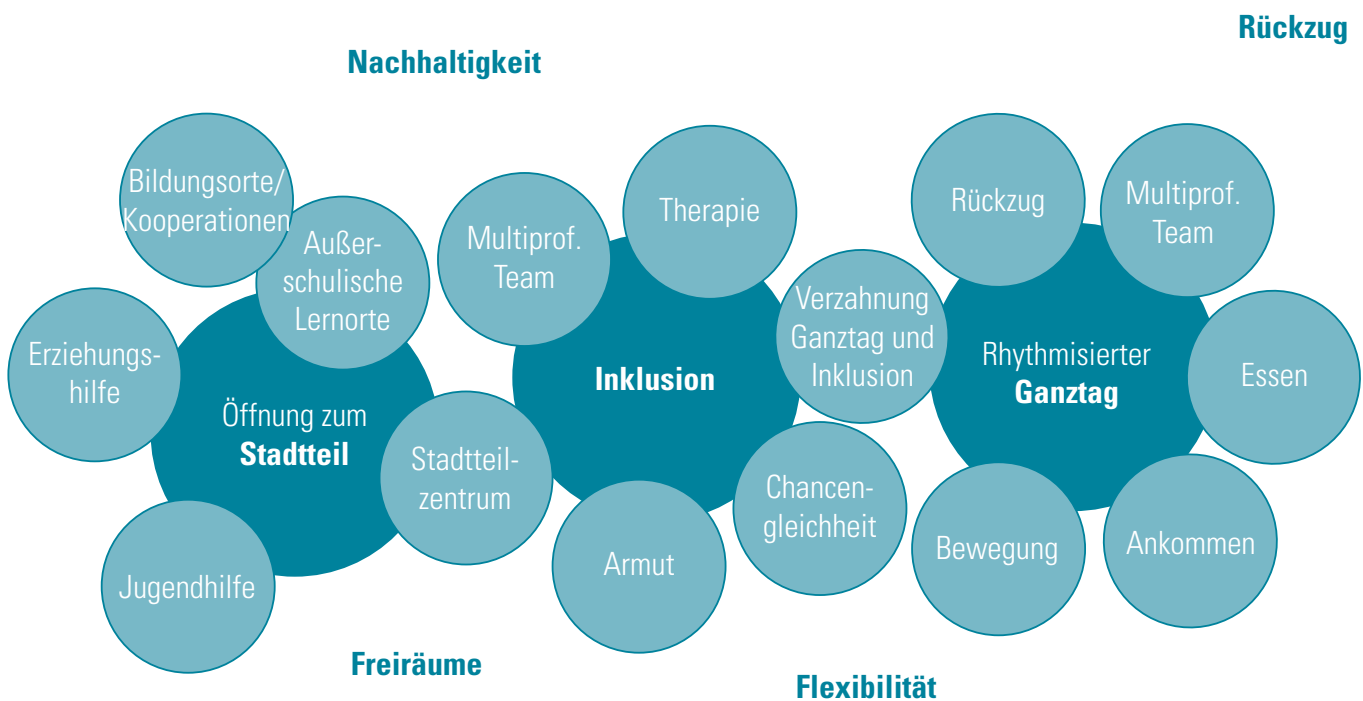 Rückzug
Nachhaltigkeit
Bildungsorte/
Kooperationen
Außer-
schulische
Lernorte
Erziehungs-
hilfe
Öffnung zum
Stadtteil
Stadtteil-
zentrum
Jugendhilfe
Multiprof.
Team
Therapie
Inklusion
Verzahnung
Ganztag und
Inklusion
Chancen-
gleichheit
Armut
Rückzug
Multiprof.
Team
Rhythmisierter
Ganztag
Essen
Bewegung
Ankommen
Freiräume
Flexibilität